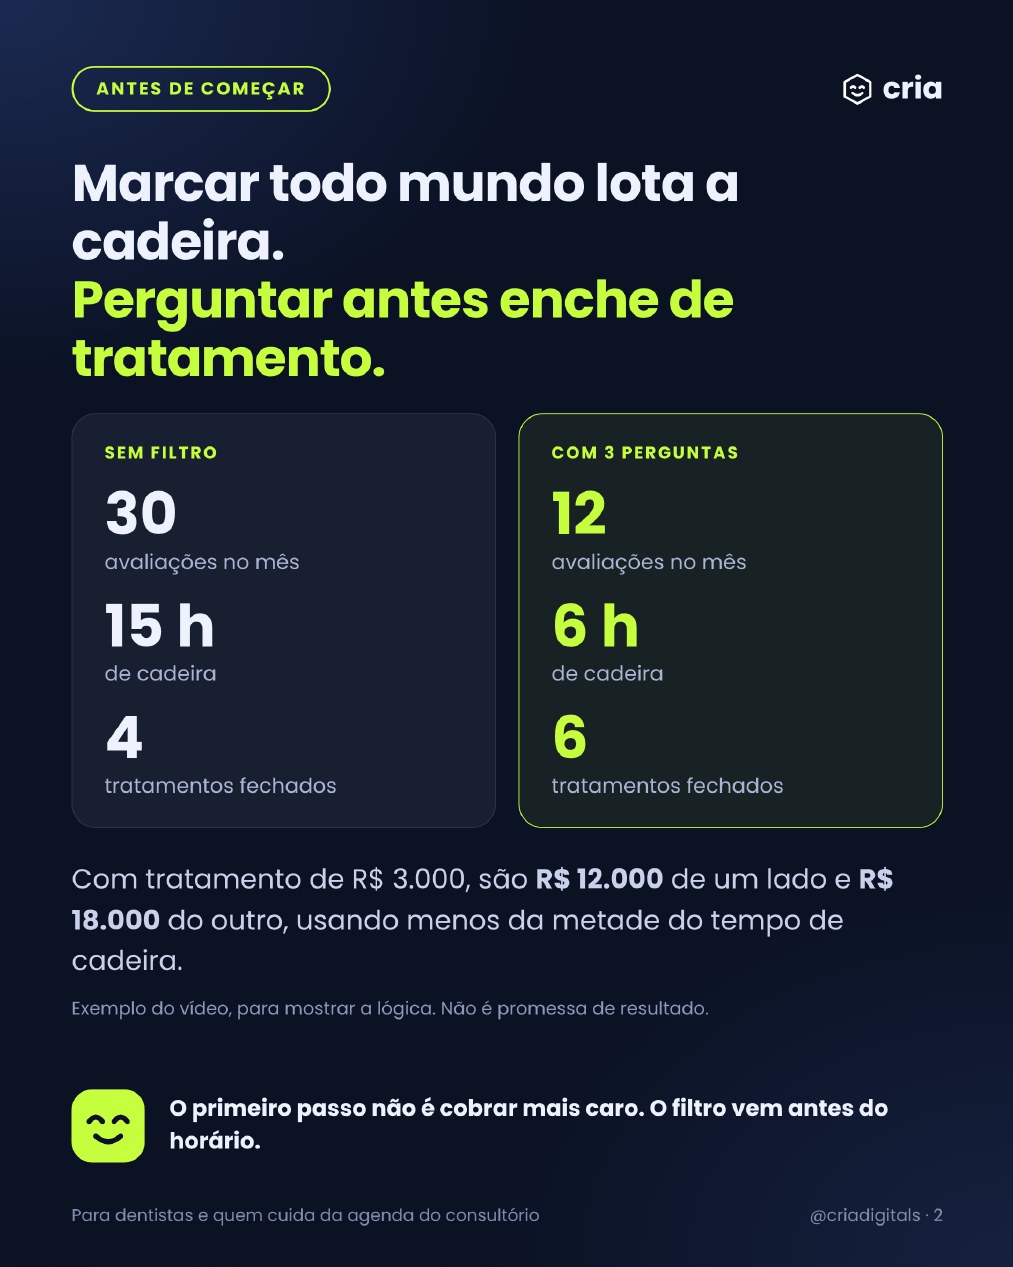 ANTES DE COMEÇAR
cria
Marcar todo mundo lota a
cadeira.
Perguntar antes enche de
tratamento.
SEM FILTRO
30
avaliações no mês
15 h
de cadeira
4
tratamentos fechados
COM 3 PERGUNTAS
12
avaliações no mês
6 h
de cadeira
6
tratamentos fechados
Com tratamento de R$ 3.000, são R$ 12.000 de um lado e R$
18.000 do outro, usando menos da metade do tempo de
cadeira.
Exemplo do vídeo, para mostrar a lógica. Não é promessa de resultado.
O primeiro passo não é cobrar mais caro. O filtro vem antes do
horário.
Para dentistas e quem cuida da agenda do consultório
@criadigitals · 2